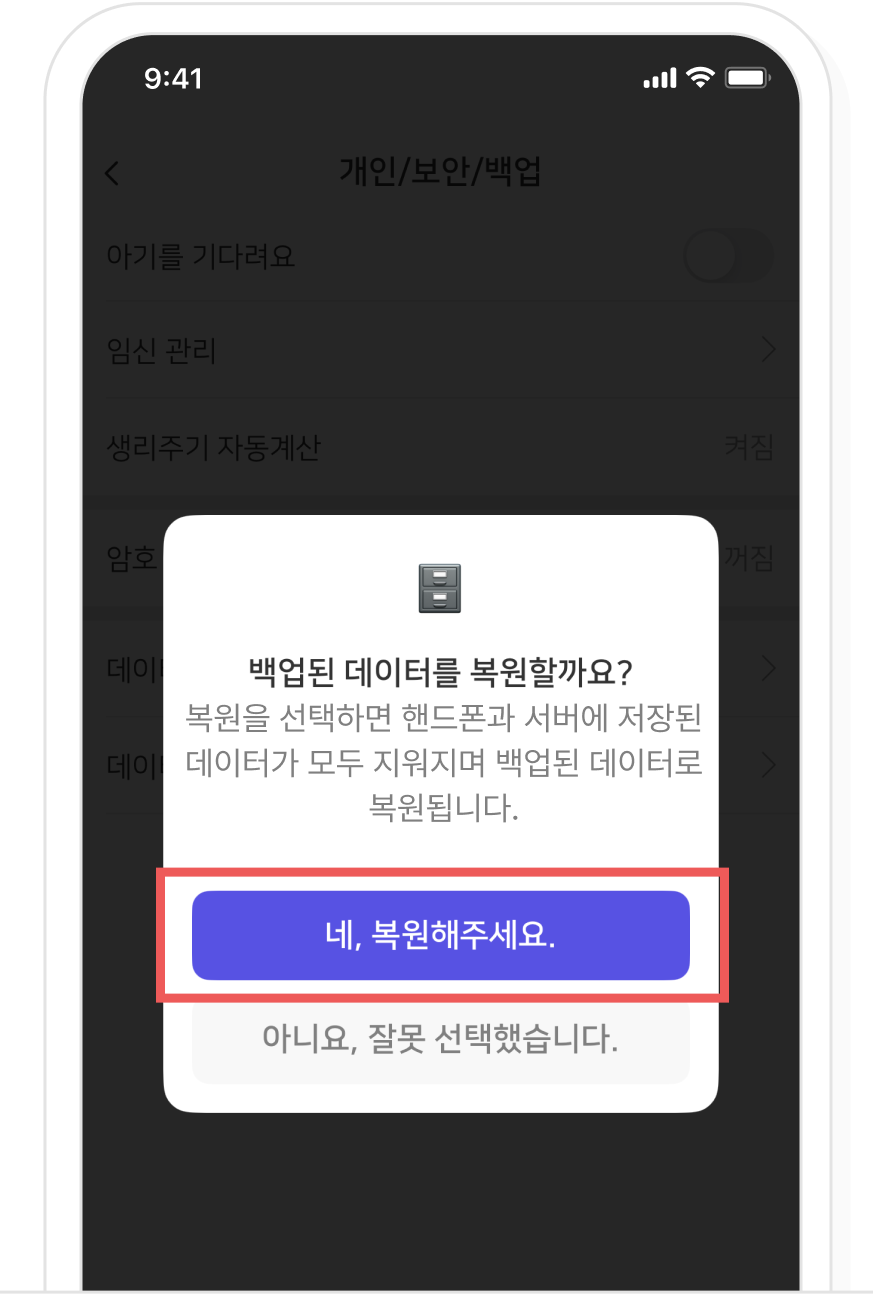 9:41
개인/보안/백업
아기를 기다려요
임신 관리
생리주기 자동계산 켜짐
암호 꺼짐
백업된 데이터를 복원할까요?
복원을 선택하면 핸드폰과 서버에 저장된
데이터가 모두 지워지며 백업된 데이터로
복원됩니다.
네, 복원해주세요.
아니요, 잘못 선택했습니다.